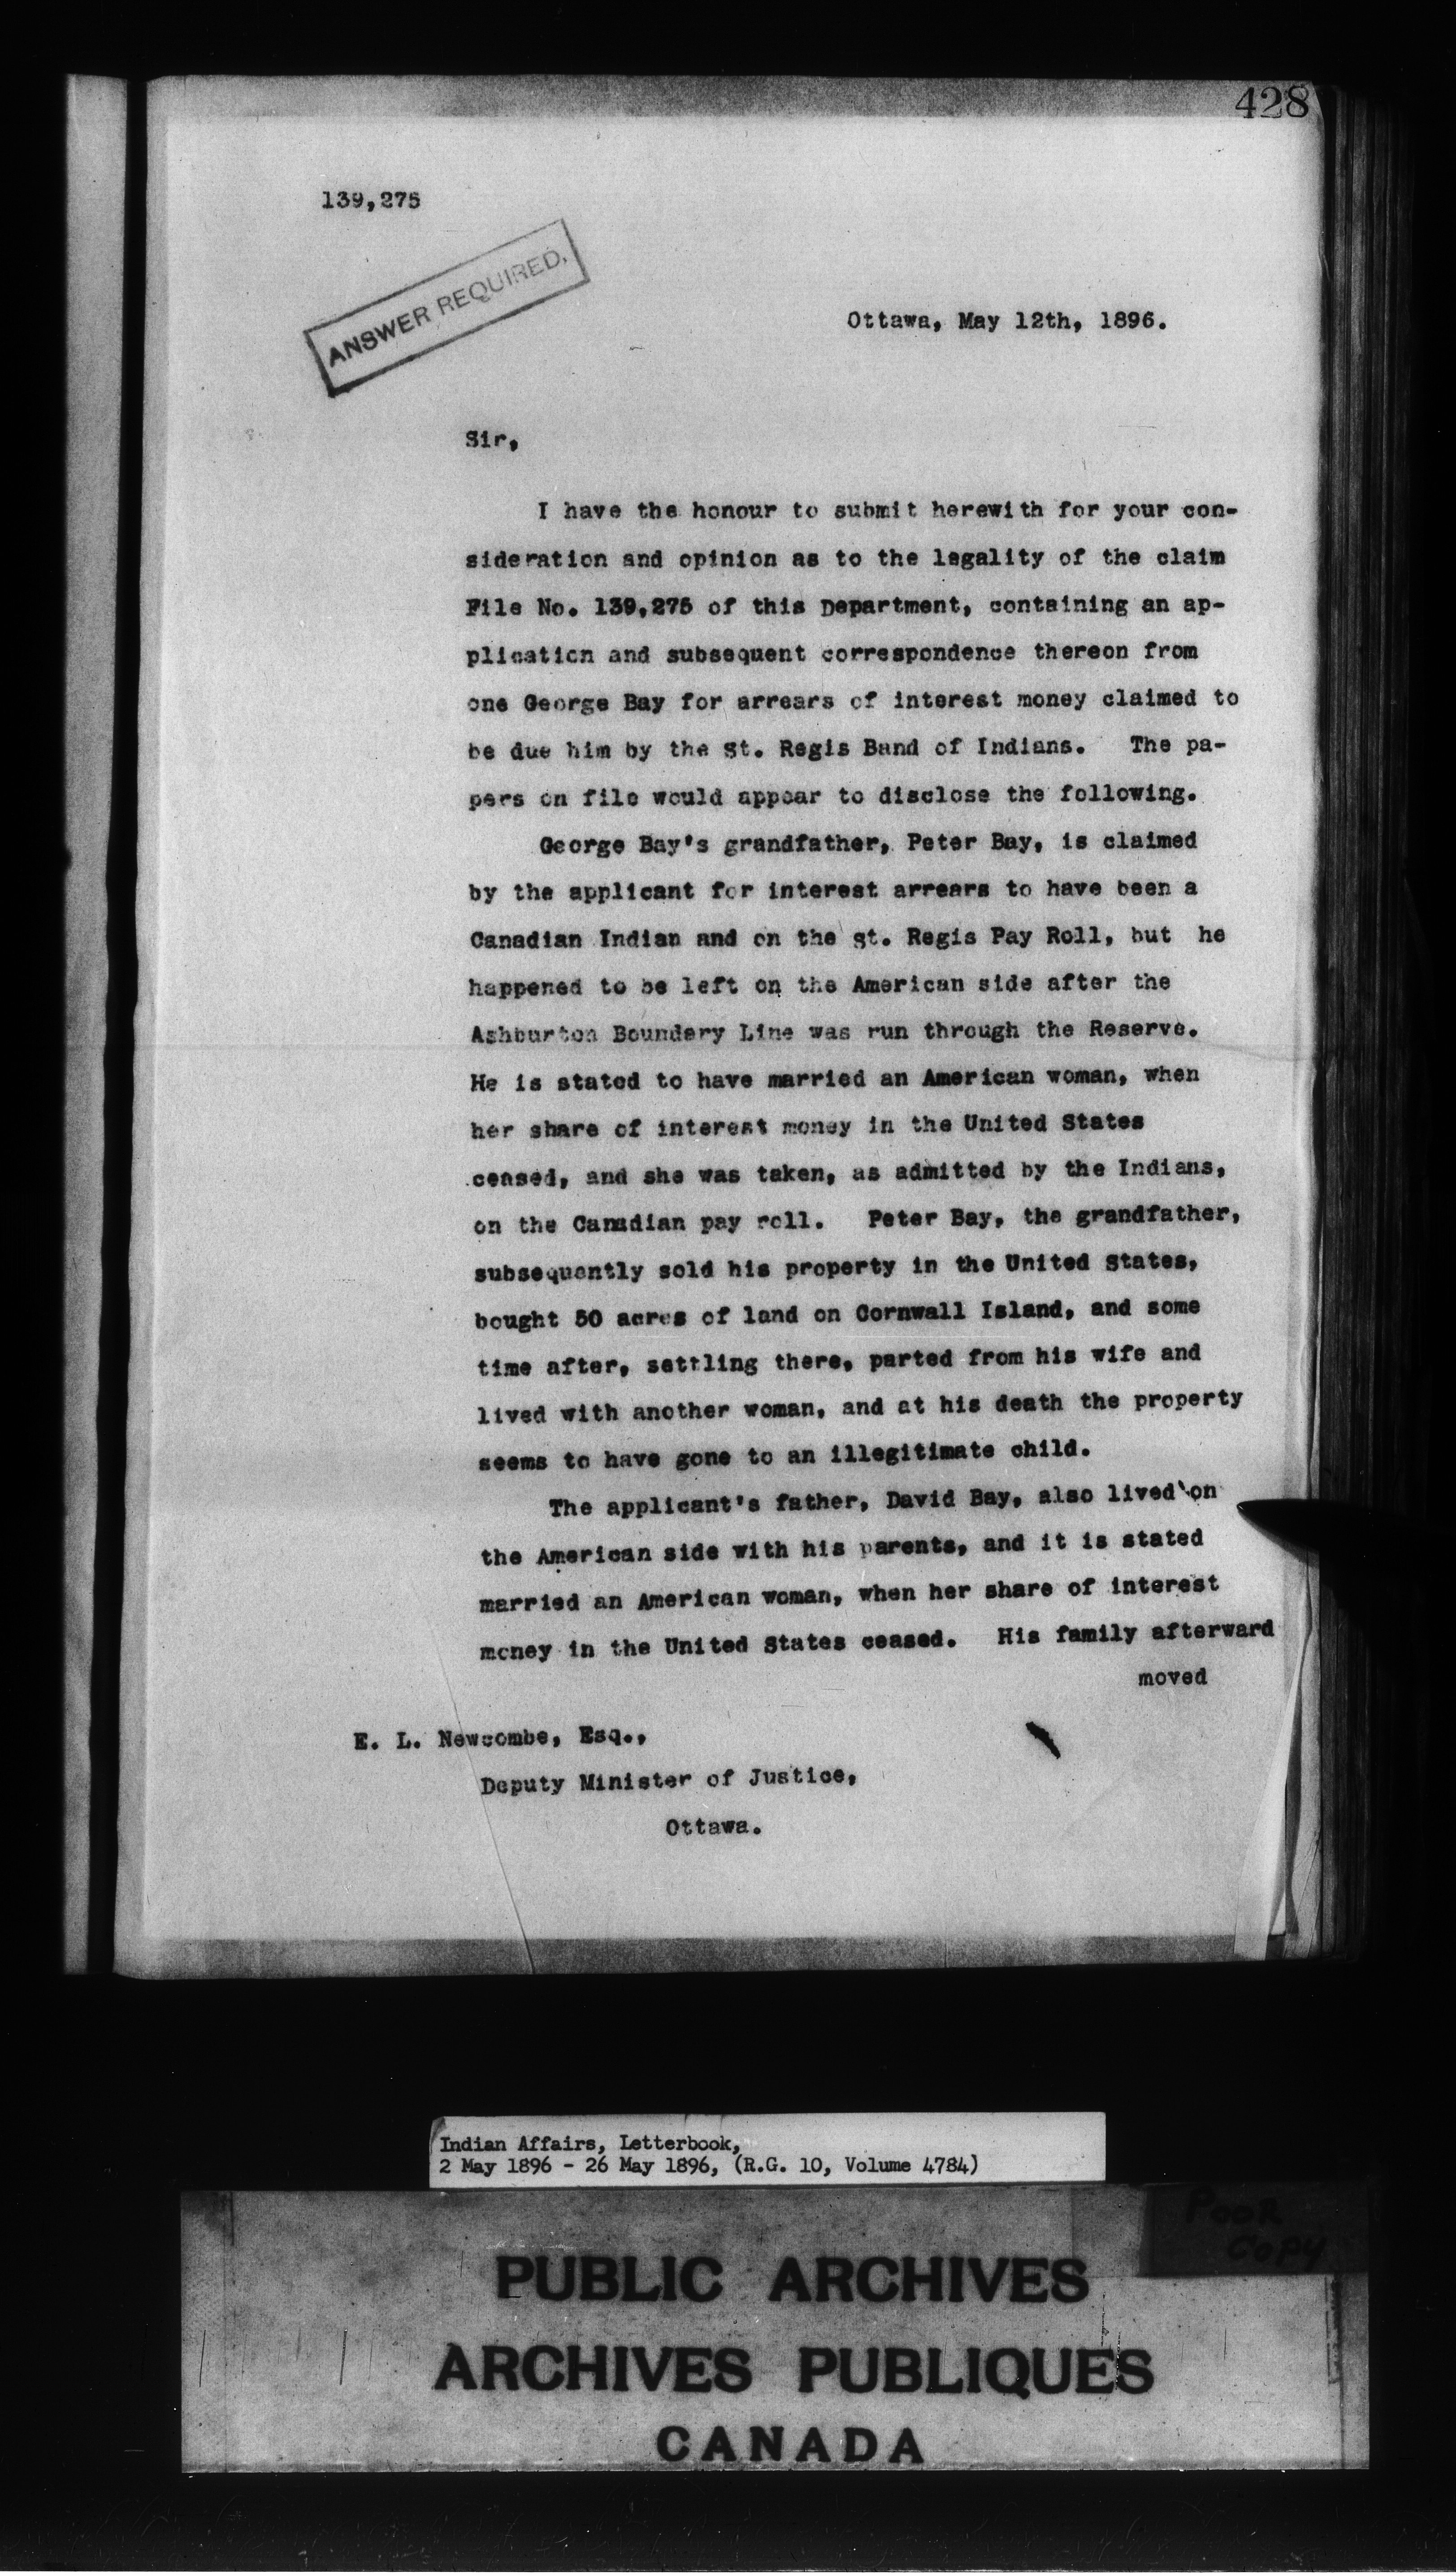 428
139,275
ANSWER REQUIRED.
Ottawa, May 12th, 1896.
Sir,
I have the honour to submit herewith for your con-
sideration and opinion as to the legality of the claim
File No. 139,275 of this Department, containing an ap-
plication and subsequent correspondence thereon from
one George Bay for arrears of interest money claimed to
be due him by the St. Regis Band of Indians. The pa-
pers on file would appear to disclose the following.
George Bay's grandfather, Peter Bay, is claimed
by the applicant for interest arrears to have been a
Canadian Indian and on the St. Regis Pay Roll, but he
happened to be left on the American side after the
Ashburton Boundary Line was run through the Reserve.
He is stated to have married an American woman, when
her share of interest money in the United States
ceased, and she was taken, as admitted by the Indians,
on the Canadian pay roll. Peter Bay, the grandfather,
subsequently sold his property in the United States,
bought 50 acres of land on Cornwall Island, and some
time after, settling there, parted from his wife and
lived with another woman, and at his death the property
seems to have gone to an illegitimate child.
The applicant's father, David Bay, also lived on
the American side with his parents, and it is stated
married an American woman, when her share of interest
money in the United States ceased. His family afterward
moved
E. L. Newcombe, Esq.,
Deputy Minister of Justice,
Ottawa.
Indian Affairs, Letterbook,
2 May 1896 - 26 May 1896, (R.G. 10, Volume 4784)
POOR
COPY
PUBLIC ARCHIVES
ARCHIVES PUBLIQUES
CANADA